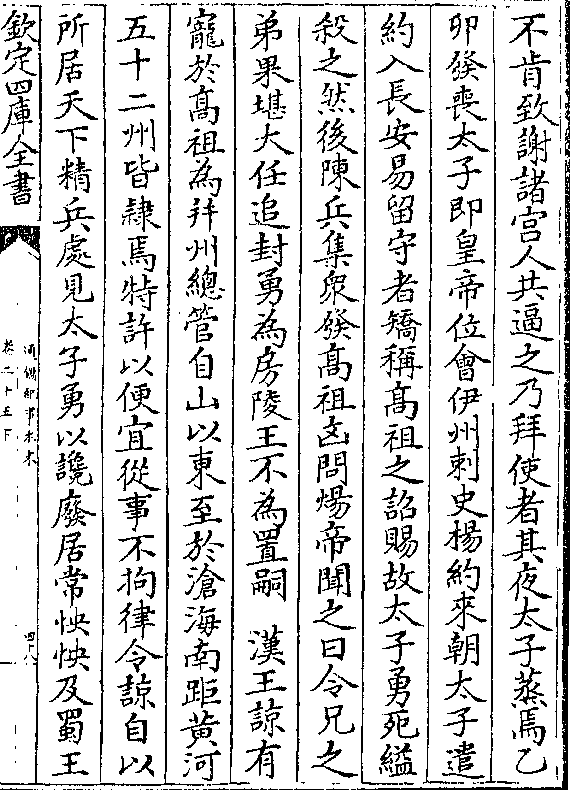 不肯致謝諸宫人共逼之乃拜使者其夜太子蒸焉乙
卯發喪太子即皇帝位會伊州刺史楊約來朝太子遣
約入長安易留守者矯稱髙祖之詔賜故太子勇死縊
殺之然後陳兵集衆發髙祖凶問煬帝聞之曰令兄之
弟果堪大任追封勇為房陵王不為置嗣　漢王諒有
寵於髙祖為并州總管自山以東至於滄海南距黄河
五十二州皆隸焉特許以便宜從事不拘律令諒自以
所居天下精兵處見太子勇以讒廢居常怏怏及蜀王
欽定四庫全書
通鑑紀事本末
卷二十五下
四十八